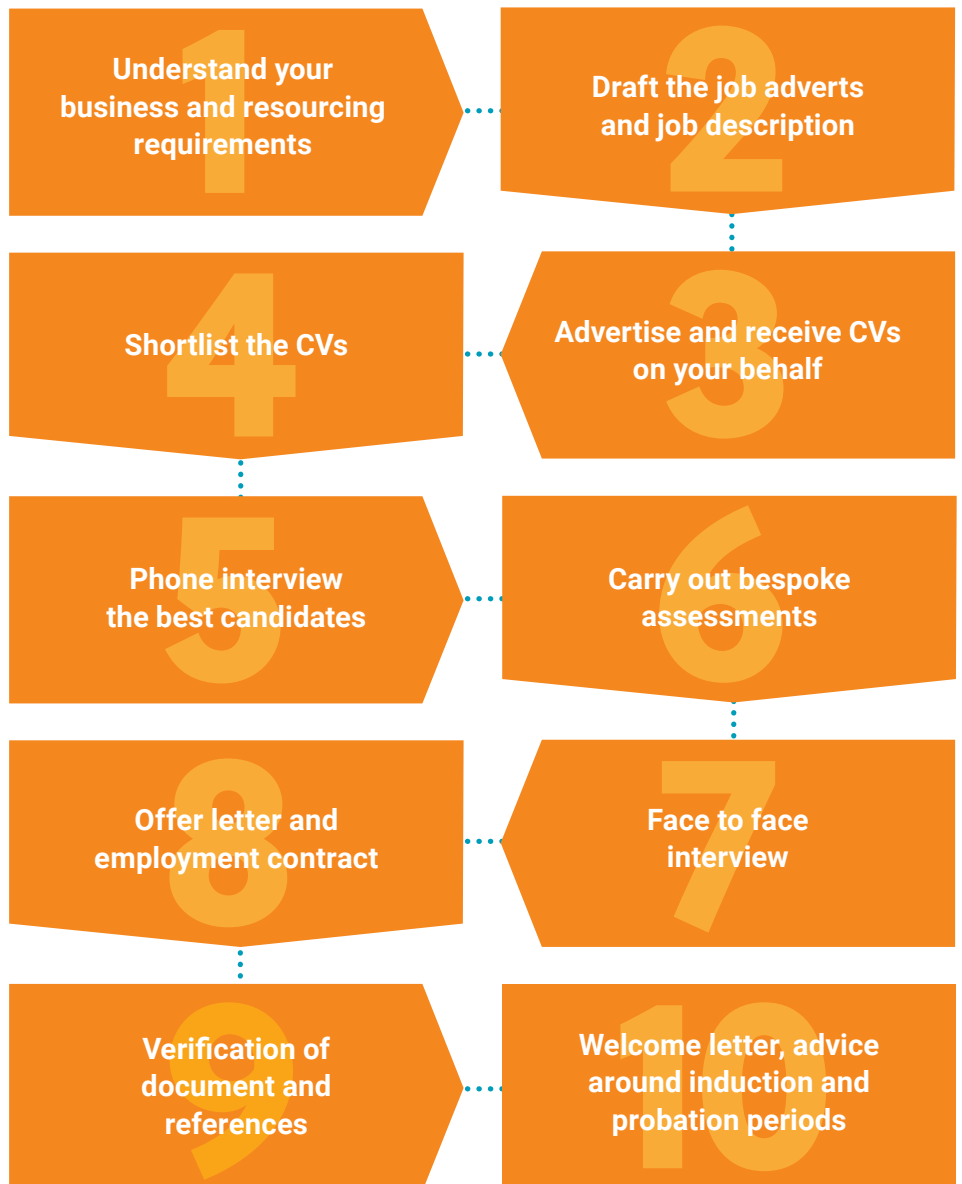 1
Understand your
business and resourcing
requirements
2
Draft the job adverts
and job description
3
Advertise and receive CVs
on your behalf
4
Shortlist the CVs
5
Phone interview
the best candidates
6
Carry out bespoke
assessments
7
Face to face
interview
8
Offer letter and
employment contract
9
Verification of
document and
references
10
Welcome letter, advice
around induction and
probation periods